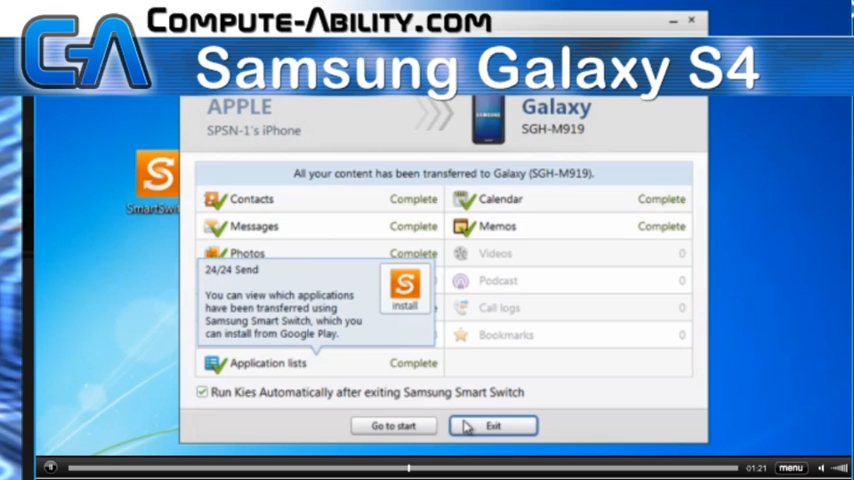 COMPUTE-ABILITY.COM
CA
Samsung Galaxy S4
APPLE
SPSN-1's iPhone
SAMSUNG
Galaxy
SGH-M919
All your content has been transferred to Galaxy (SGH-M919).
SmartSwit
Contacts Complete
Calendar Complete
Messages Complete
Memos Complete
Photos Complete
Videos 0
24/24 Send
You can view which applications
have been transferred using
Samsung Smart Switch, which you
can install from Google Play.
S
install
Podcast 0
Call logs 0
Bookmarks 0
Application lists Complete
Run Kies Automatically after exiting Samsung Smart Switch
Go to start
Exit
01:21
menu